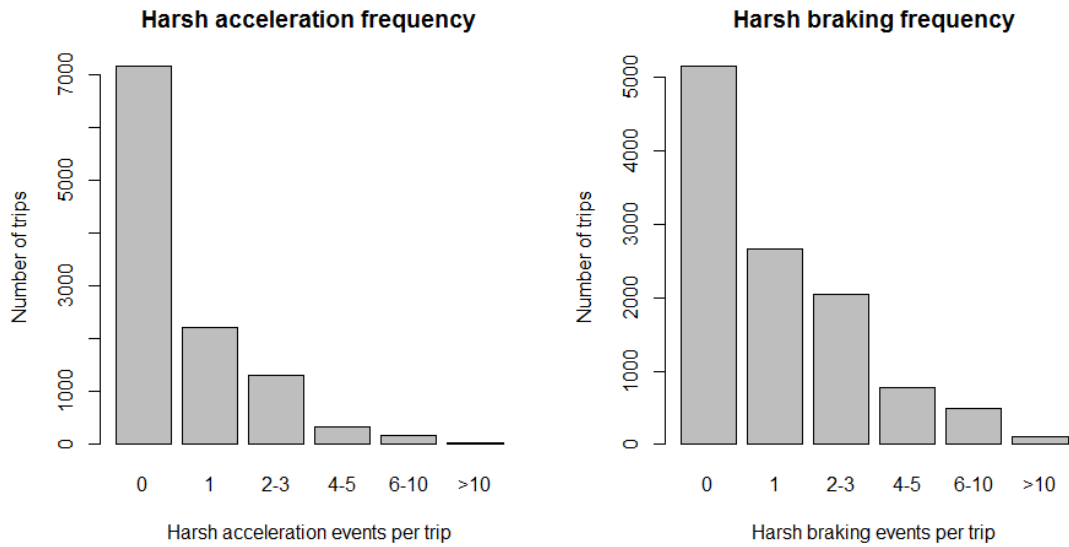 Harsh acceleration frequency
Number of trips
7000
5000
3000
1000
0
0 1 2-3 4-5 6-10 >10
Harsh acceleration events per trip
Harsh braking frequency
Number of trips
5000
4000
3000
2000
1000
0
0 1 2-3 4-5 6-10 >10
Harsh braking events per trip